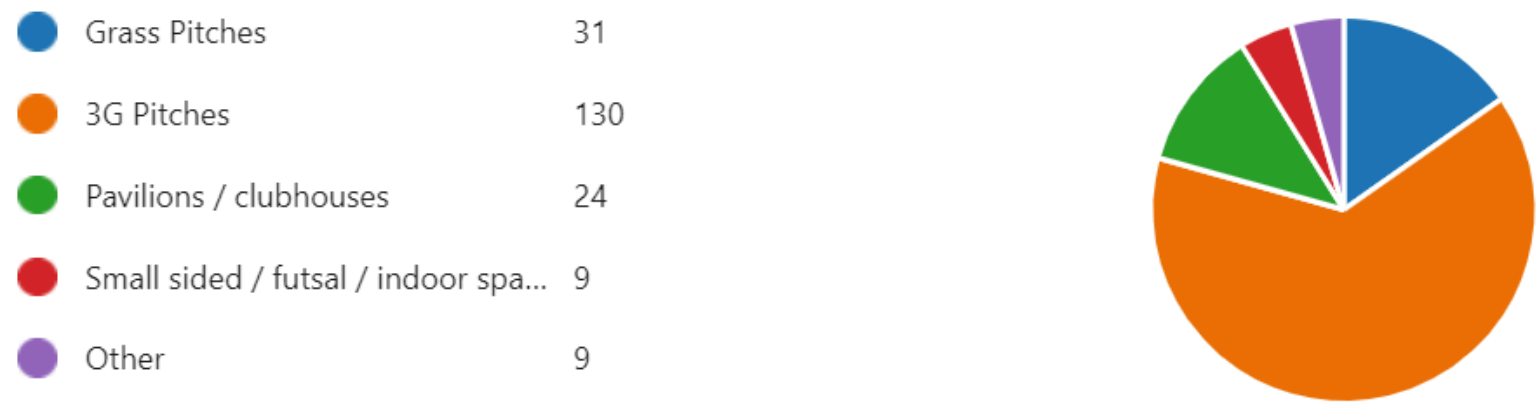 Grass Pitches 31
3G Pitches 130
Pavilions / clubhouses 24
Small sided / futsal / indoor spa... 9
Other 9